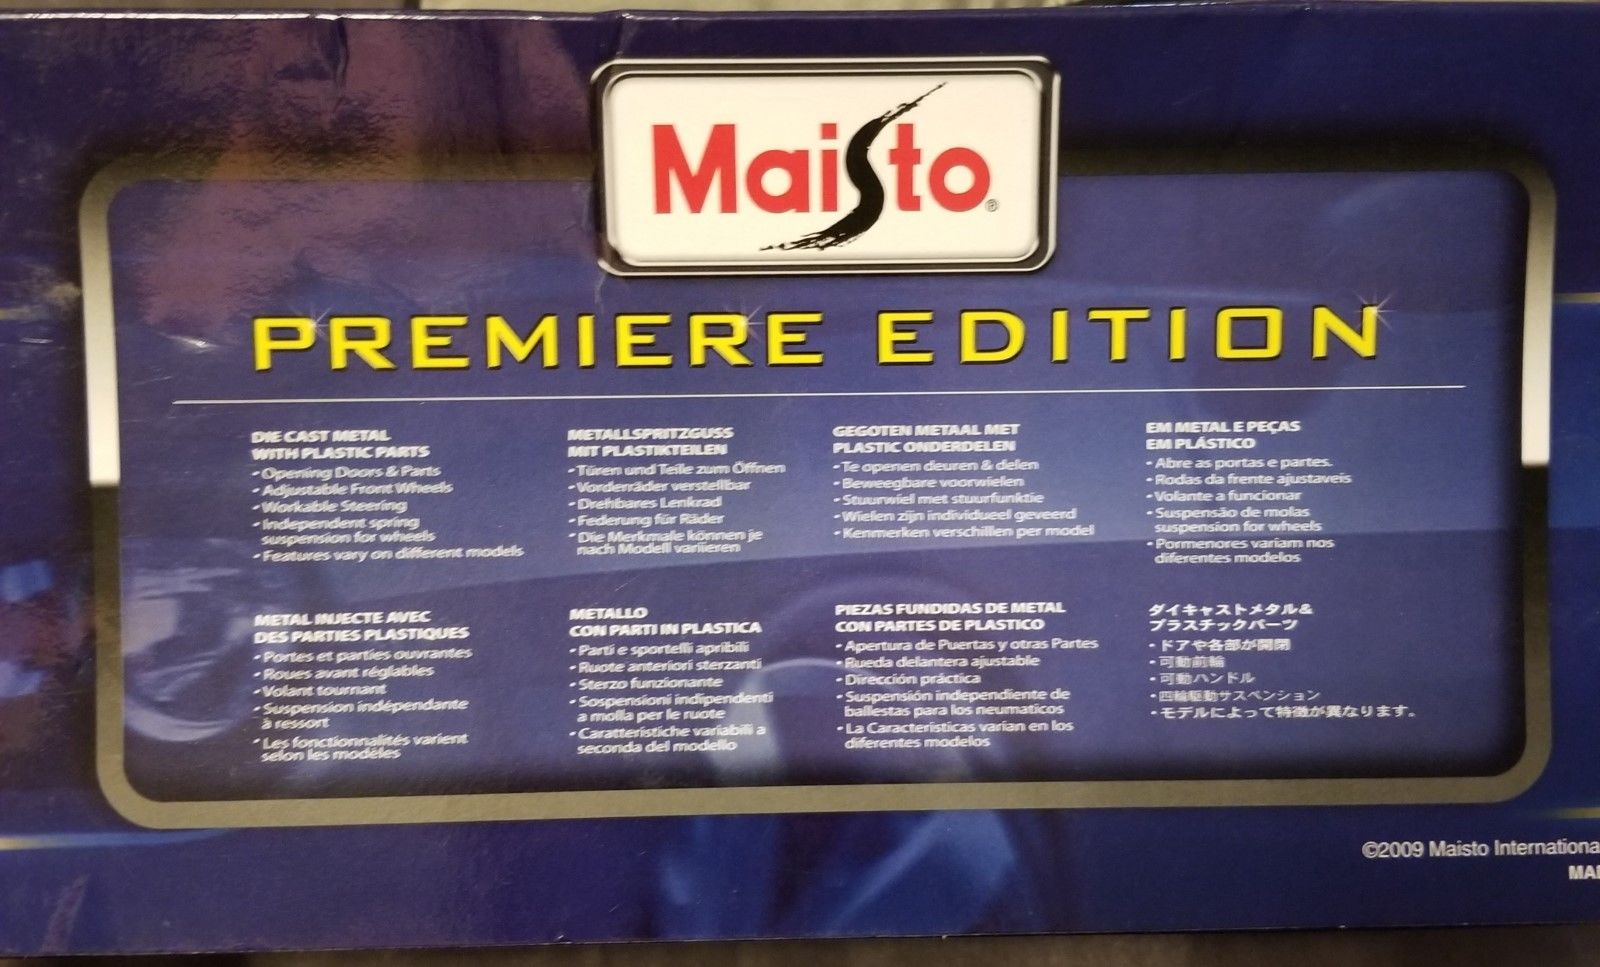 Maisto®
PREMIERE EDITION
DIE CAST METAL
WITH PLASTIC PARTS
• Opening Doors & Parts
• Adjustable Front Wheels
• Workable Steering
• Independent spring
suspension for wheels
• Features vary on different models
METALLSPRITZGUSS
MIT PLASTIKTEILEN
• Türen und Teile zum Öffnen
• Vorderräder verstellbar
• Drehbares Lenkrad
• Federung für Räder
• Die Merkmale können je
nach Modell variieren
GEGOTEN METAAL MET
PLASTIC ONDERDELEN
• Te openen deuren & delen
• Beweegbare voorwielen
• Stuurwiel met stuurfunktie
• Wielen zijn individueel geveerd
• Kenmerken verschillen per model
EM METAL E PEÇAS
EM PLÁSTICO
• Abre as portas e partes.
• Rodas da frente ajustaveis
• Volante a funcionar
• Suspensão de molas
suspension for wheels
• Pormenores variam nos
diferentes modelos
METAL INJECTE AVEC
DES PARTIES PLASTIQUES
• Portes et parties ouvrantes
• Roues avant réglables
• Volant tournant
• Suspension indépendante
à ressort
• Les fonctionnalités varient
selon les modèles
METALLO
CON PARTI IN PLASTICA
• Parti e sportelli apribili
• Ruote anteriori sterzanti
• Sterzo funzionante
• Sospensioni indipendenti
a molla per le ruote
• Caratteristiche variabili a
seconda del modello
PIEZAS FUNDIDAS DE METAL
CON PARTES DE PLASTICO
• Apertura de Puertas y otras Partes
• Rueda delantera ajustable
• Dirección práctica
• Suspensión independiente de
ballestas para los neumaticos
• La Caracteristicas varian en los
diferentes modelos
ダイキャストメタル&
プラスチックパーツ
・ドアや各部が開閉
・可動前輪
・可動ハンドル
・四輪駆動サスペンション
・モデルによって特徴が異なります。
©2009 Maisto Internationa
MAD